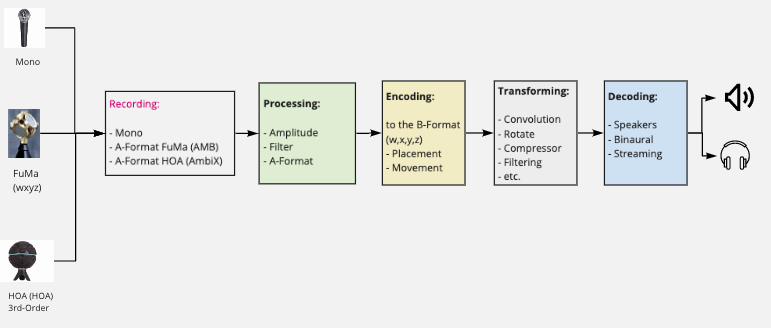 Mono
FuMa
(wxyz)
HOA (HOA)
3rd-Order
Recording:
- Mono
- A-Format FuMa (AMB)
- A-Format HOA (AmbiX)
Processing:
- Amplitude
- Filter
- A-Format
Encoding:
to the B-Format
(w,x,y,z)
- Placement
- Movement
Transforming:
- Convolution
- Rotate
- Compressor
- Filtering
- etc.
Decoding:
- Speakers
- Binaural
- Streaming